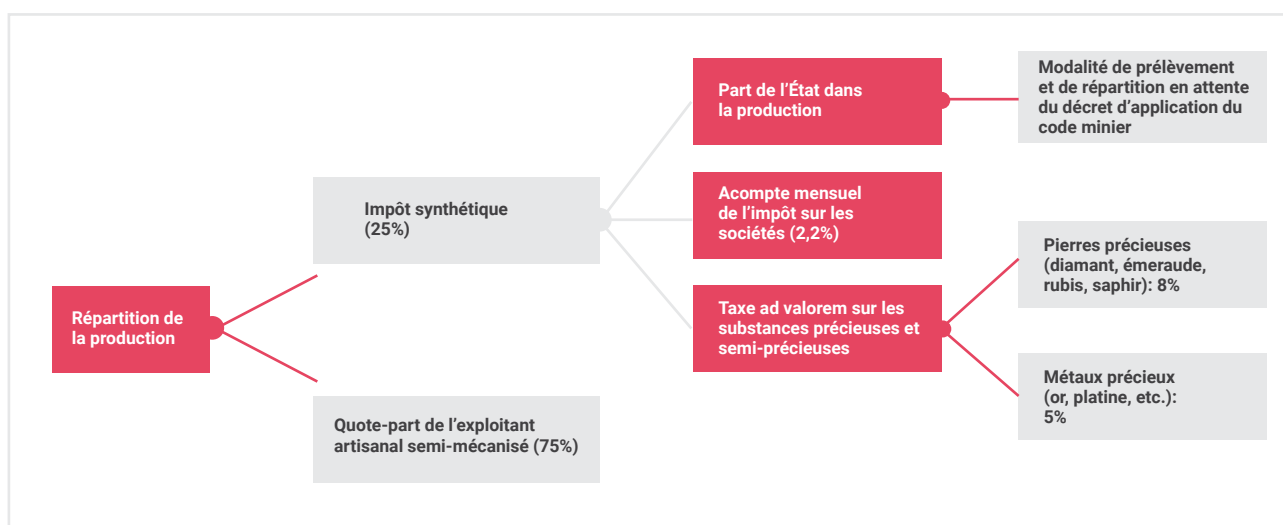 Répartition de
la production
Impôt synthétique
(25%)
Quote-part de l’exploitant
artisanal semi-mécanisé (75%)
Part de l’État dans
la production
Acompte mensuel
de l’impôt sur les
sociétés (2,2%)
Taxe ad valorem sur les
substances précieuses et
semi-précieuses
Modalité de prélèvement
et de répartition en attente
du décret d’application du
code minier
Pierres précieuses
(diamant, émeraude,
rubis, saphir): 8%
Métaux précieux
(or, platine, etc.):
5%